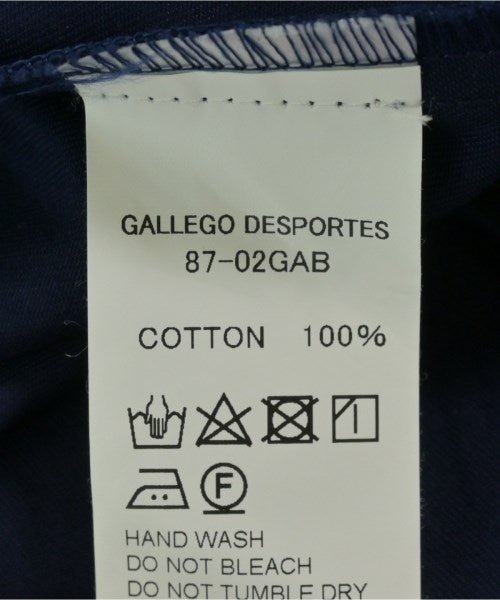 GALLEGO DESPORTES
87-02GAB
COTTON 100%
F
HAND WASH
DO NOT BLEACH
DO NOT TUMBLE DRY